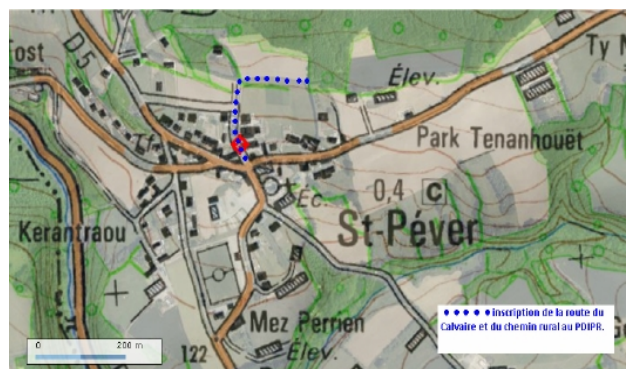 D5
Élev.
Ty
Park Tenanhouët
0,4 C
Éc.
St-Péver
Kerantraou
inscription de la route du
Calvaire et du chemin rural au PDIPR.
Mez Perrien
0 200 m
122
Élev.